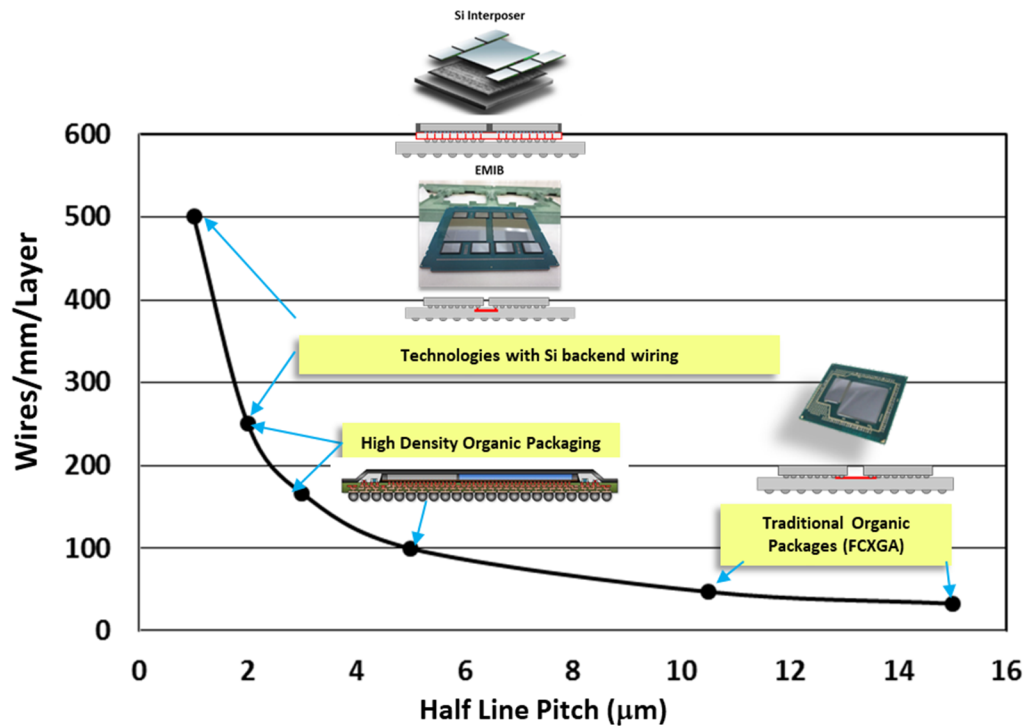 Si Interposer
600
EMIB
500
400
Technologies with Si backend wiring
300
High Density Organic Packaging
200
Traditional Organic
Packages (FCXGA)
100
0
0 2 4 6 8 10 12 14 16
Half Line Pitch (μm)
Wires/mm/Layer